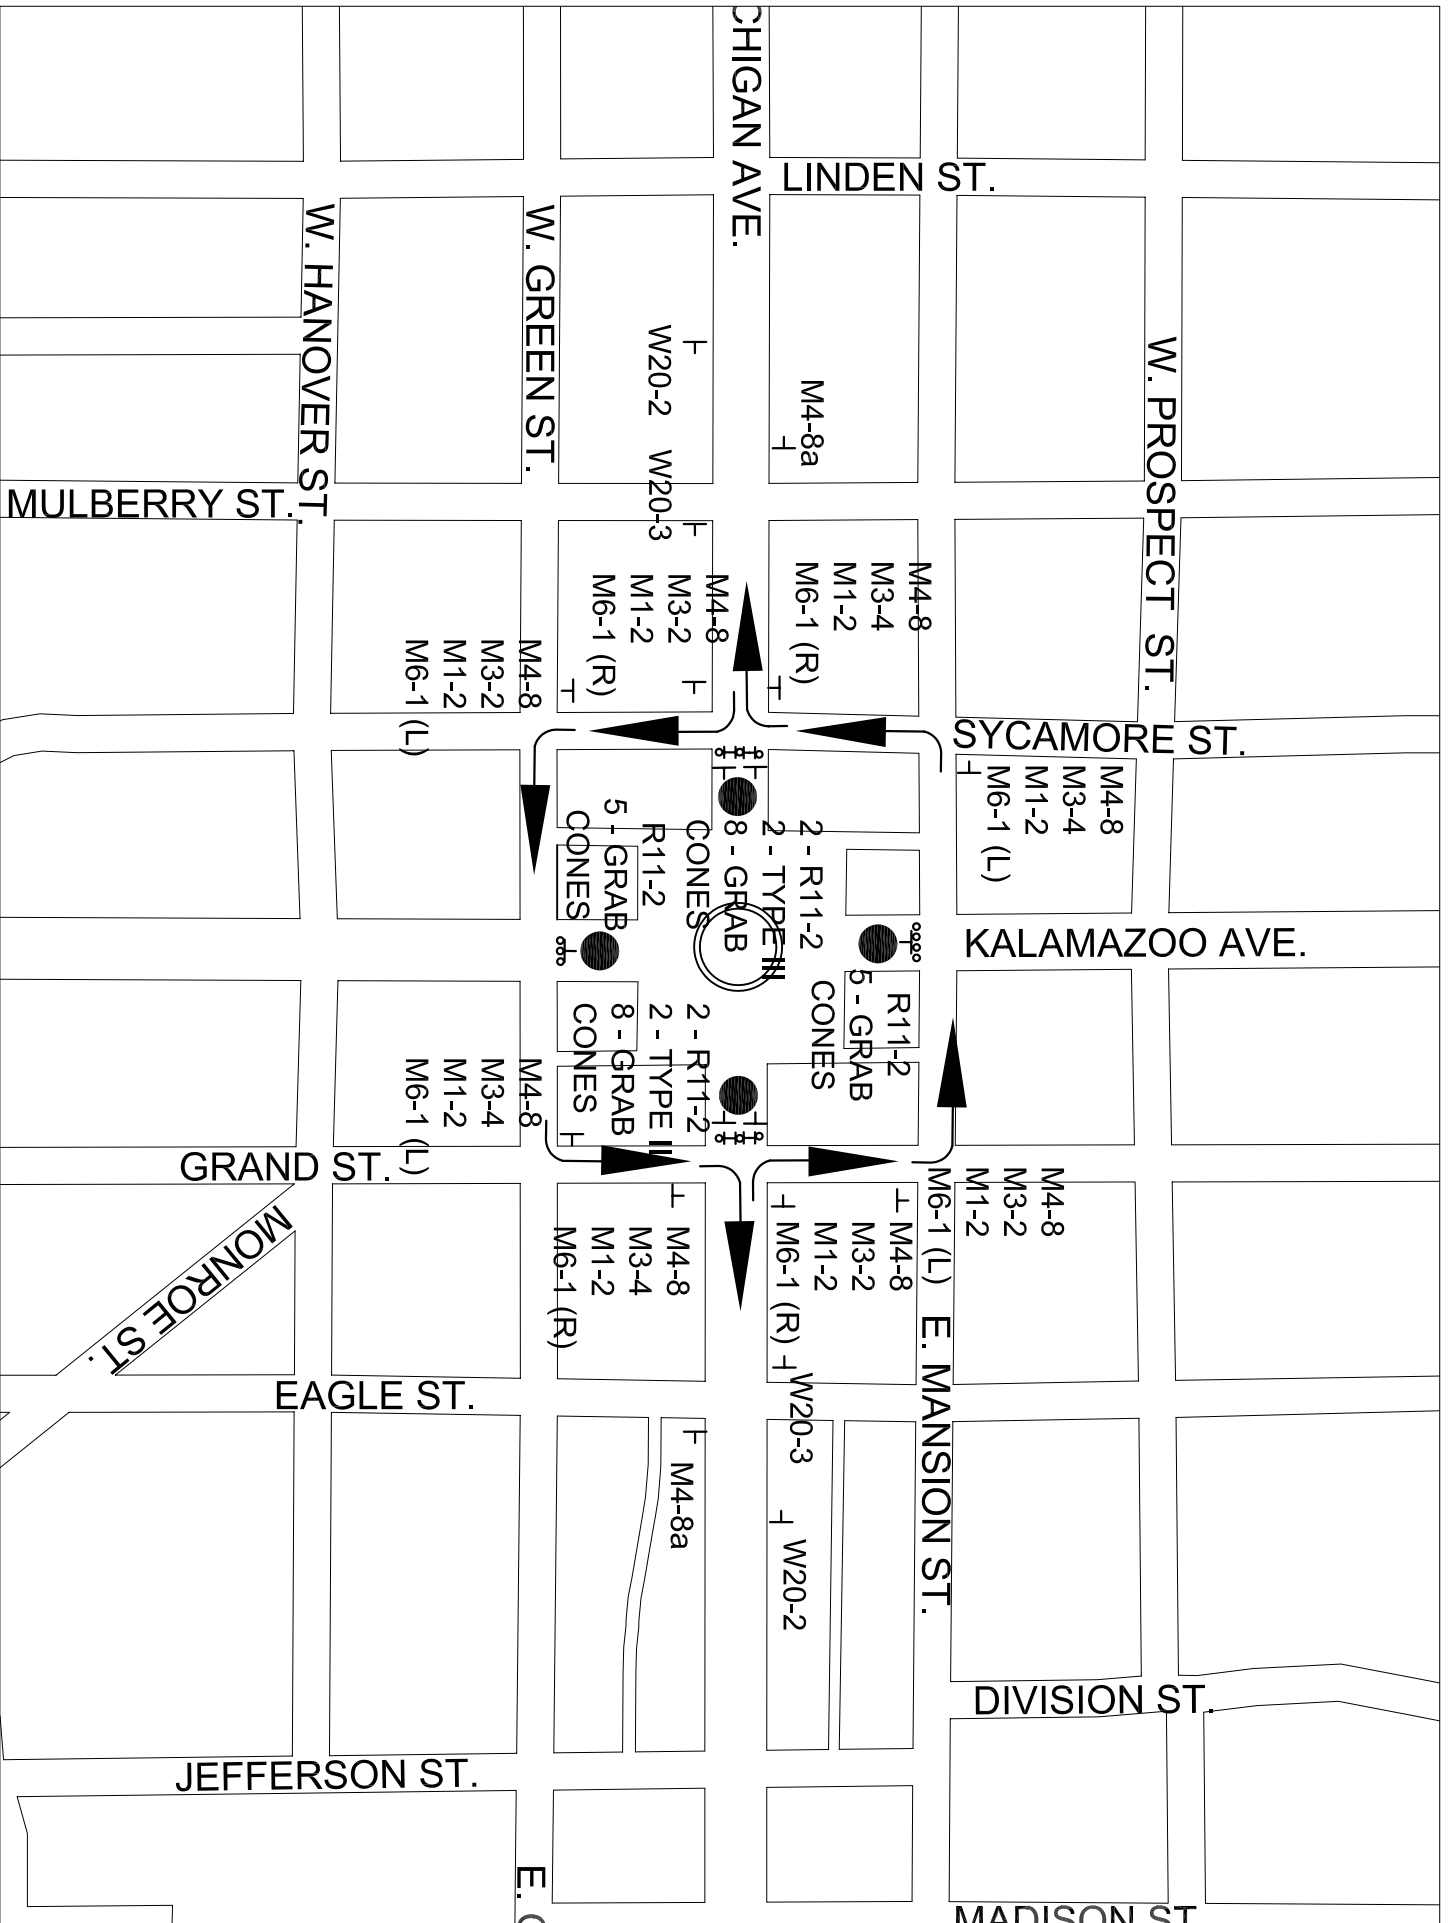 CHIGAN AVE.
LINDEN ST.
W. HANOVER ST.
W. GREEN ST.
W. PROSPECT ST.
W20-2
W20-3
M4-8a
MULBERRY ST.
M4-8
M3-2
M1-2
M6-1 (R)
M4-8
M3-4
M1-2
M6-1 (R)
M4-8
M3-2
M1-2
M6-1 (L)
SYCAMORE ST.
M4-8
M3-4
M1-2
M6-1 (L)
2 - R11-2
2 - TYPE III
8 - GRAB
CONES
R11-2
5 - GRAB
CONES
KALAMAZOO AVE.
R11-2
5 - GRAB
CONES
2 - R11-2
2 - TYPE III
8 - GRAB
CONES
M4-8
M3-4
M1-2
M6-1 (L)
GRAND ST.
M4-8
M3-2
M1-2
M6-1 (L)
MONROE ST.
M4-8
M3-4
M1-2
M6-1 (R)
M4-8
M3-2
M1-2
M6-1 (R)
E. MANSION ST.
EAGLE ST.
W20-3
M4-8a
W20-2
DIVISION ST.
JEFFERSON ST.
E.
MADISON ST